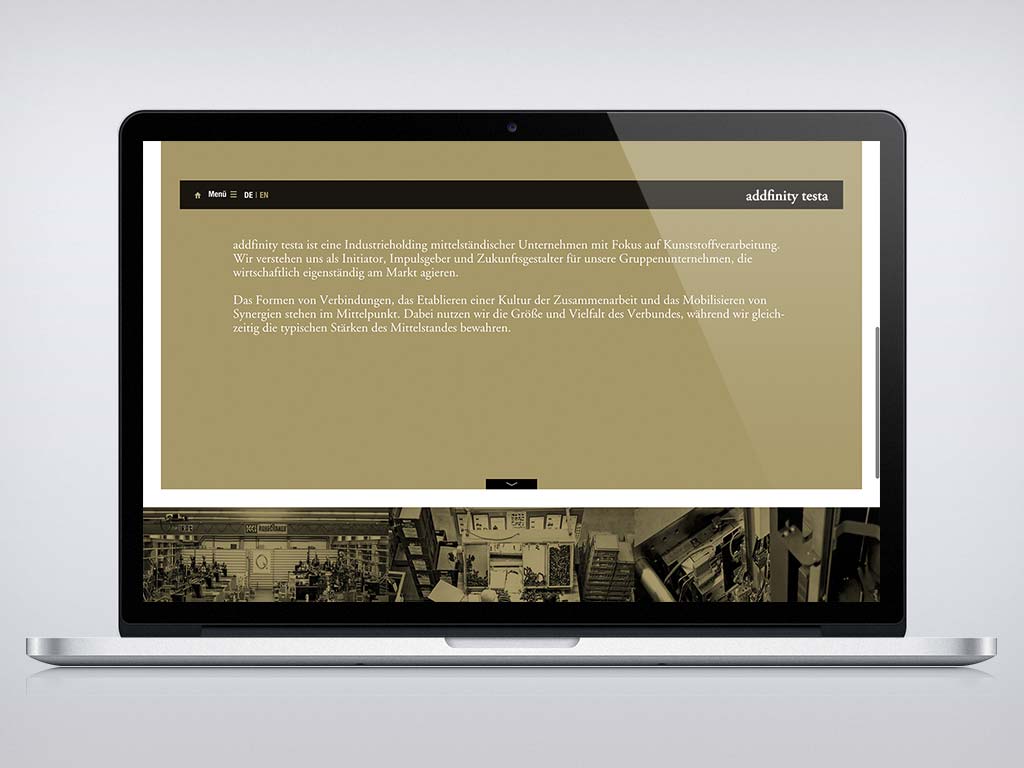 Menü DE | EN addfinity testa
addfinity testa ist eine Industrieholding mittelständischer Unternehmen mit Fokus auf Kunststoffverarbeitung.
Wir verstehen uns als Initiator, Impulsgeber und Zukunftsgestalter für unsere Gruppenunternehmen, die
wirtschaftlich eigenständig am Markt agieren.
Das Formen von Verbindungen, das Etablieren einer Kultur der Zusammenarbeit und das Mobilisieren von
Synergien stehen im Mittelpunkt. Dabei nutzen wir die Größe und Vielfalt des Verbundes, während wir gleich-
zeitig die typischen Stärken des Mittelstandes bewahren.
Q